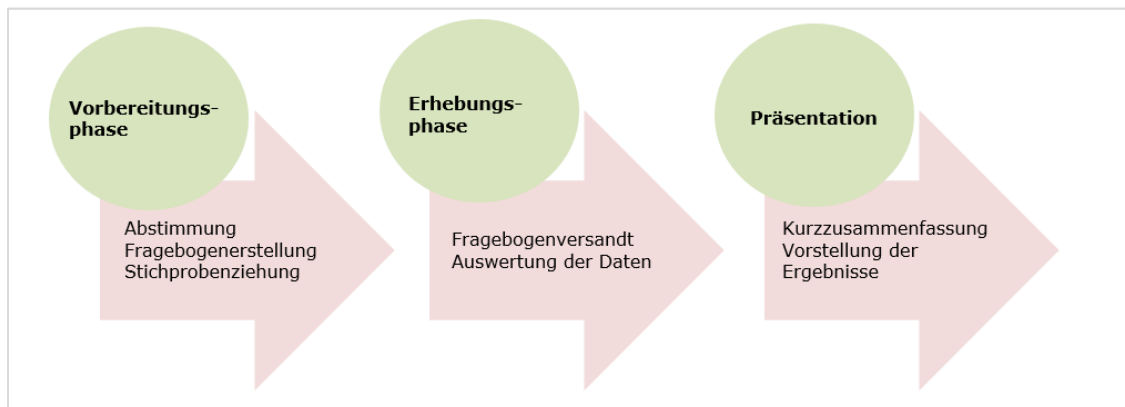 Vorbereitungs-
phase
Abstimmung
Fragebogenerstellung
Stichprobenziehung
Erhebungs-
phase
Fragebogenversandt
Auswertung der Daten
Präsentation
Kurzzusammenfassung
Vorstellung der
Ergebnisse